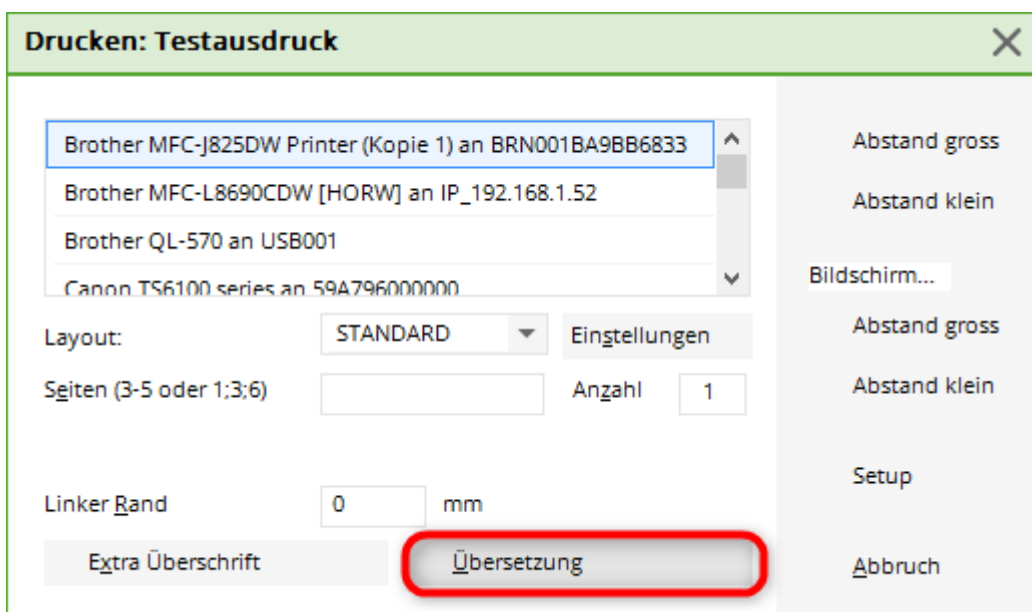 Drucken: Testausdruck
Brother MFC-J825DW Printer (Kopie 1) an BRN001BA9BB6833
Brother MFC-L8690CDW [HORW] an IP_192.168.1.52
Brother QL-570 an USB001
Canon TS6100 series an 59A796000000
Layout: STANDARD Einstellungen
Seiten (3-5 oder 1;3;6) Anzahl 1
Linker Rand 0 mm
Extra Überschrift Übersetzung
Abstand gross
Abstand klein
Bildschirm...
Abstand gross
Abstand klein
Setup
Abbruch